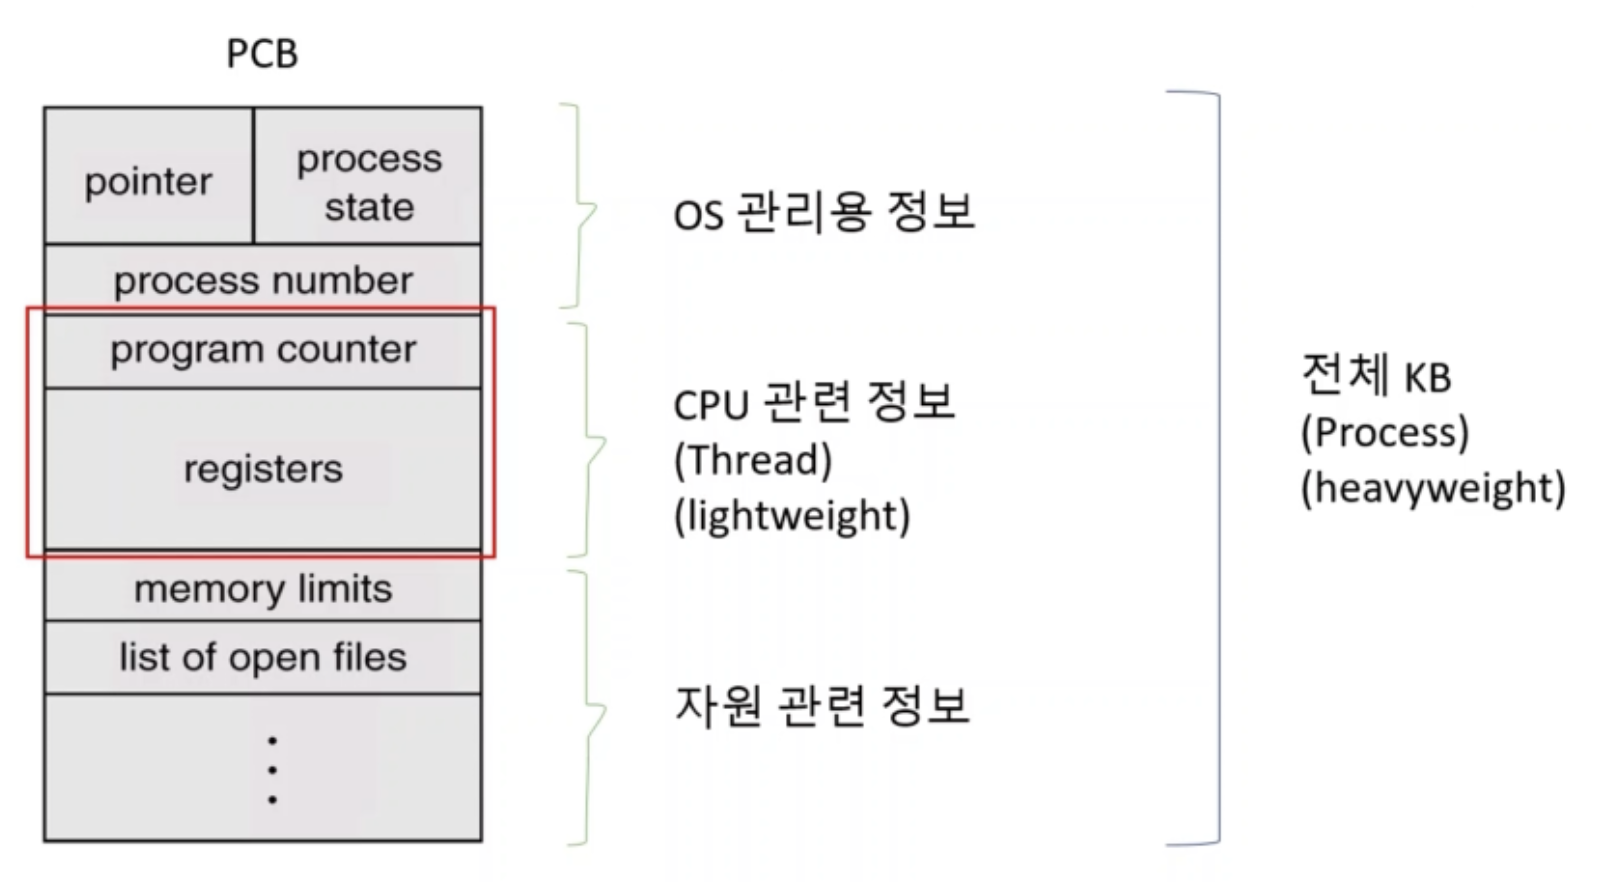 PCB
pointer
process
state
process number
program counter
registers
memory limits
list of open files
OS 관리용 정보
CPU 관련 정보
(Thread)
(lightweight)
자원 관련 정보
전체 KB
(Process)
(heavyweight)